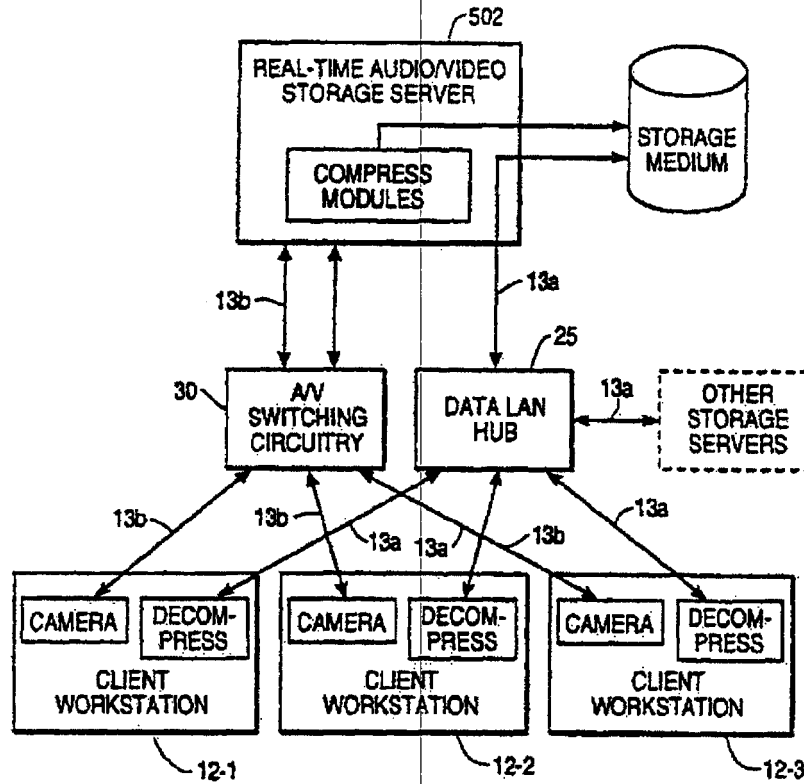 502
REAL-TIME AUDIO/VIDEO
STORAGE SERVER
COMPRESS
MODULES
STORAGE
MEDIUM
13b
13a
25
30
A/V
SWITCHING
CIRCUITRY
DATA LAN
HUB
13a
OTHER
STORAGE
SERVERS
13b
13b
13a
13a
13b
13a
CAMERA
DECOM-
PRESS
CLIENT
WORKSTATION
CAMERA
DECOM-
PRESS
CLIENT
WORKSTATION
CAMERA
DECOM-
PRESS
CLIENT
WORKSTATION
12-1
12-2
12-3